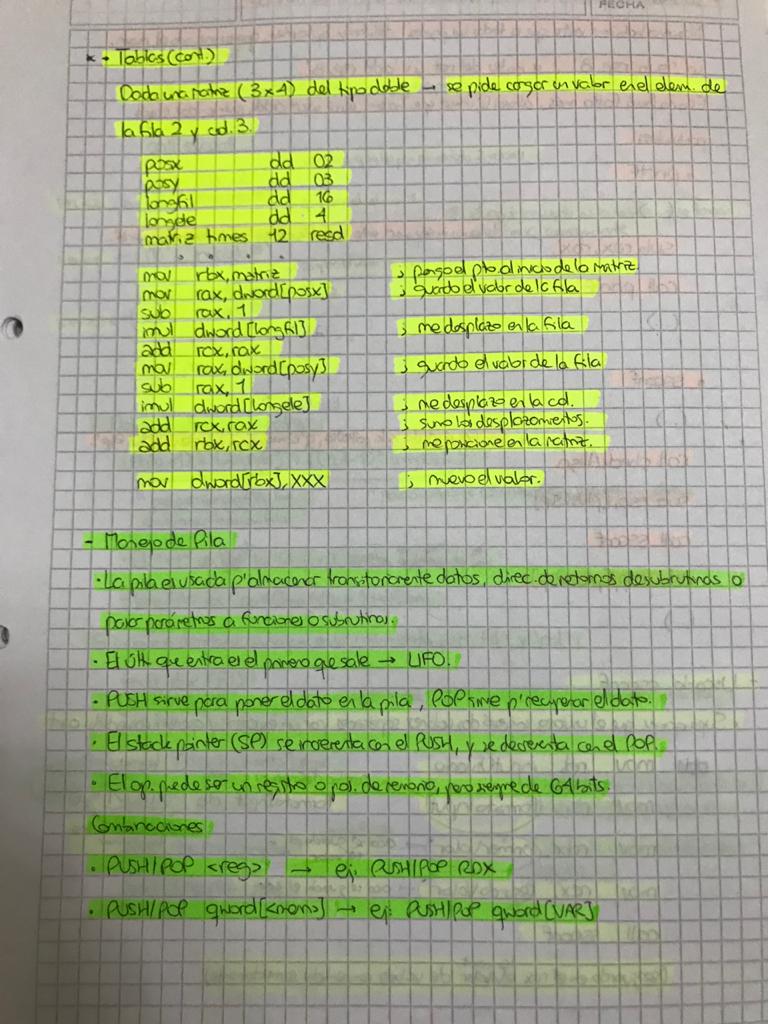 FECHA
* - Tablas (cont.)
Dada una matriz (3x4) del tipo doble → se pide cargar un valor en el elem. de
la fila 2 y col. 3.
posx dd 02
posy dd 03
longfil dd 16
longele dd 4
matriz times 12 resd
. . . .
mov rbx, matriz ; pongo el pto. al inicio de la matriz.
mov rax, dword[posx] ; guardo el valor de la fila
sub rax, 1
imul dword[longfil] ; me desplazo en la fila
add rcx, rax
mov rax, dword[posy] ; guardo el valor de la fila
sub rax, 1
imul dword[longele] ; me desplazo en la col.
add rcx, rax ; sumo los desplazamientos.
add rbx, rcx ; me posicione en la matriz.
mov dword[rbx], XXX ; muevo el valor.
- Manejo de Pila
· La pila es usada p' almacenar transitoriamente datos, direc. de retornos de subrutinas o
pasar parámetros a funciones o subrutinas.
· El últ. que entra es el primero que sale → LIFO.
· PUSH sirve para poner el dato en la pila, POP sirve p' recuperar el dato.
· El stack pointer (SP) se incrementa con el PUSH, y se decrementa con el POP.
· El op. puede ser un registro o pos. de memoria, pero siempre de 64 bits.
Combinaciones
· PUSH/POP <reg> → ej: PUSH/POP RDX
· PUSH/POP qword[<mem>] → ej: PUSH/POP qword[VAR]